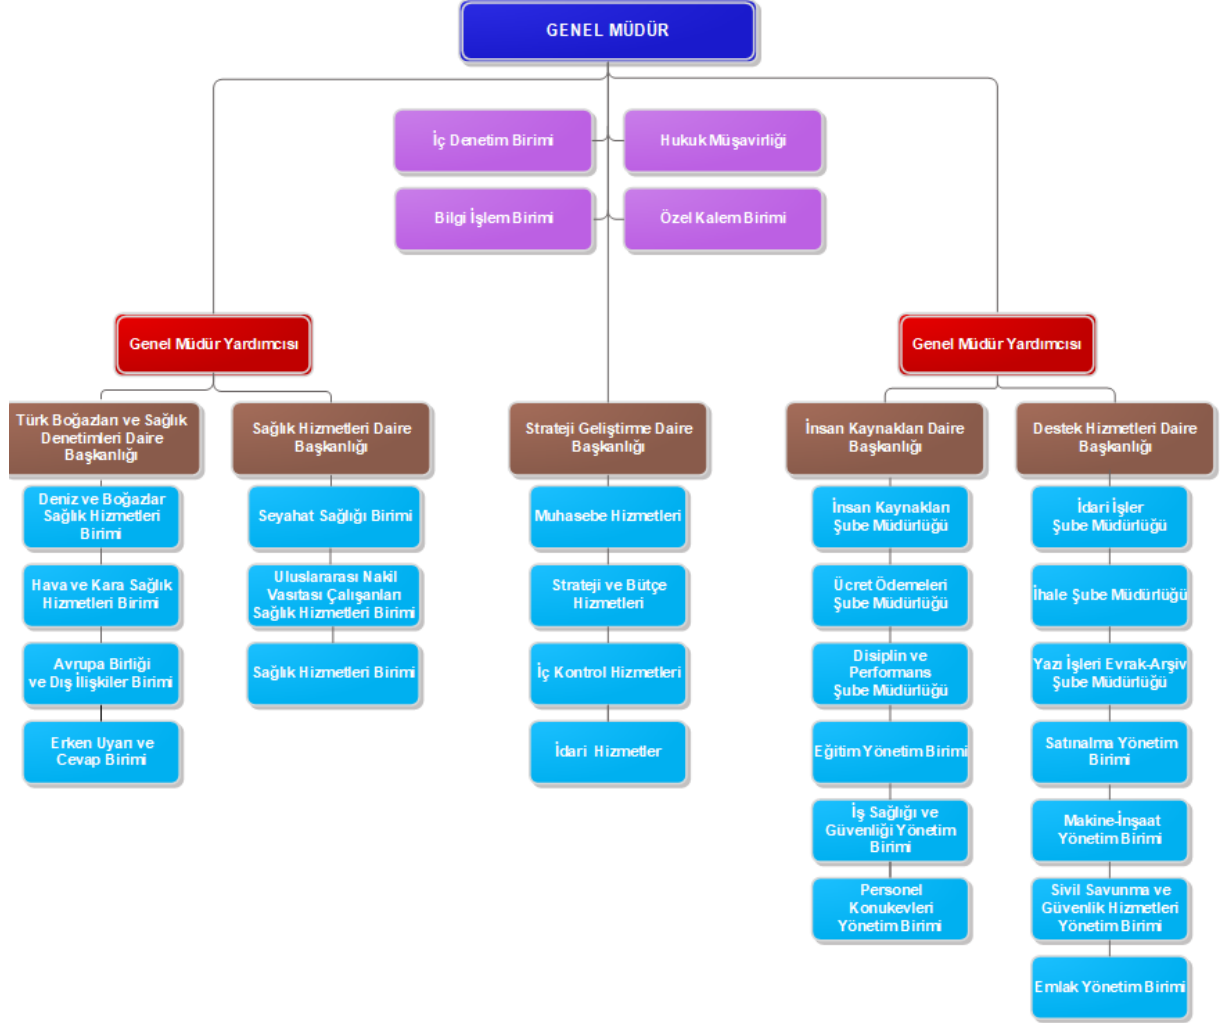 GENEL MÜDÜR
İç Denetim Birimi
Hukuk Müşavirliği
Bilgi İşlem Birimi
Özel Kalem Birimi
Genel Müdür Yardımcısı
Genel Müdür Yardımcısı
Türk Boğazları ve Sağlık
Denetimleri Daire
Başkanlığı
Deniz ve Boğazlar
Sağlık Hizmetleri
Birimi
Hava ve Kara Sağlık
Hizmetleri Birimi
Avrupa Birliği
ve Dış İlişkiler Birimi
Erken Uyarı ve
Cevap Birimi
Sağlık Hizmetleri Daire
Başkanlığı
Seyahat Sağlığı Birimi
Uluslararası Nakil
Vasıtası Çalışanları
Sağlık Hizmetleri Birimi
Sağlık Hizmetleri Birimi
Strateji Geliştirme Daire
Başkanlığı
Muhasebe Hizmetleri
Strateji ve Bütçe
Hizmetleri
İç Kontrol Hizmetleri
İdari Hizmetler
İnsan Kaynakları Daire
Başkanlığı
İnsan Kaynakları
Şube Müdürlüğü
Ücret Ödemeleri
Şube Müdürlüğü
Disiplin ve
Performans
Şube Müdürlüğü
Eğitim Yönetim Birimi
İş Sağlığı ve
Güvenliği Yönetim
Birimi
Personel
Konukevleri
Yönetim Birimi
Destek Hizmetleri Daire
Başkanlığı
İdari İşler
Şube Müdürlüğü
İhale Şube Müdürlüğü
Yazı İşleri Evrak-Arşiv
Şube Müdürlüğü
Satınalma Yönetim
Birimi
Makine-İnşaat
Yönetim Birimi
Sivil Savunma ve
Güvenlik Hizmetleri
Yönetim Birimi
Emlak Yönetim Birimi